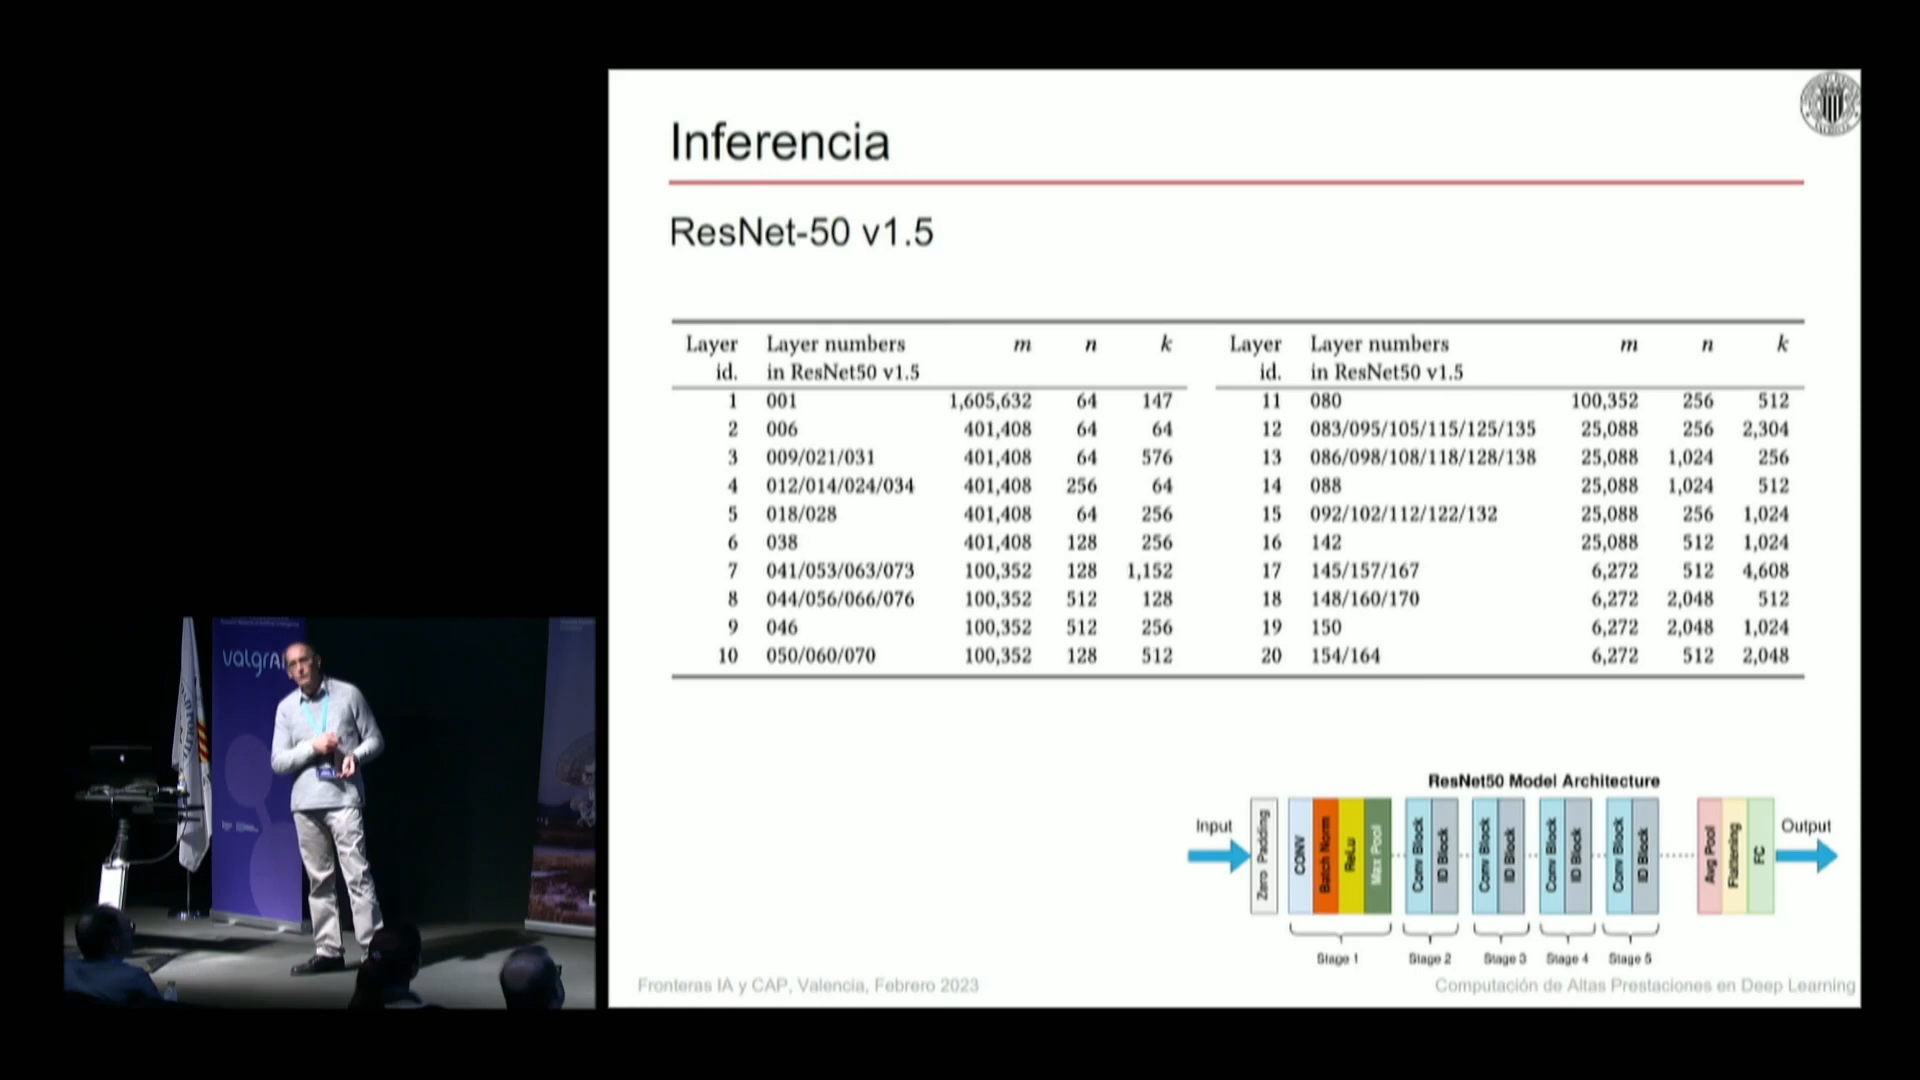 Inferencia
ResNet-50 v1.5
Layer Layer numbers m n k Layer Layer numbers m n k
id. in ResNet50 v1.5 id. in ResNet50 v1.5
1 001 1,605,632 64 147 11 080 100,352 256 512
2 006 401,408 64 64 12 083/095/105/115/125/135 25,088 256 2,304
3 009/021/031 401,408 64 576 13 086/098/108/118/128/138 25,088 1,024 256
4 012/014/024/034 401,408 256 64 14 088 25,088 1,024 512
5 018/028 401,408 64 256 15 092/102/112/122/132 25,088 256 1,024
6 038 401,408 128 256 16 142 25,088 512 1,024
7 041/053/063/073 100,352 128 1,152 17 145/157/167 6,272 512 4,608
8 044/056/066/076 100,352 512 128 18 148/160/170 6,272 2,048 512
9 046 100,352 512 256 19 150 6,272 2,048 1,024
10 050/060/070 100,352 128 512 20 154/164 6,272 512 2,048
ResNet50 Model Architecture
Input
Zero Padding
CONV
Batch Norm
ReLu
Max Pool
Conv Block
ID Block
Conv Block
ID Block
Conv Block
ID Block
Conv Block
ID Block
Avg Pool
Flattening
FC
Output
Stage 1 Stage 2 Stage 3 Stage 4 Stage 5
Fronteras IA y CAP, Valencia, Febrero 2023
Computación de Altas Prestaciones en Deep Learning
valgrAI